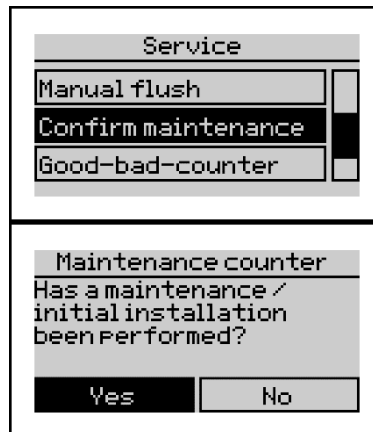 Service
Manual flush
Confirm maintenance
Good-bad-counter
Maintenance counter
Has a maintenance /
initial installation
been performed?
Yes No